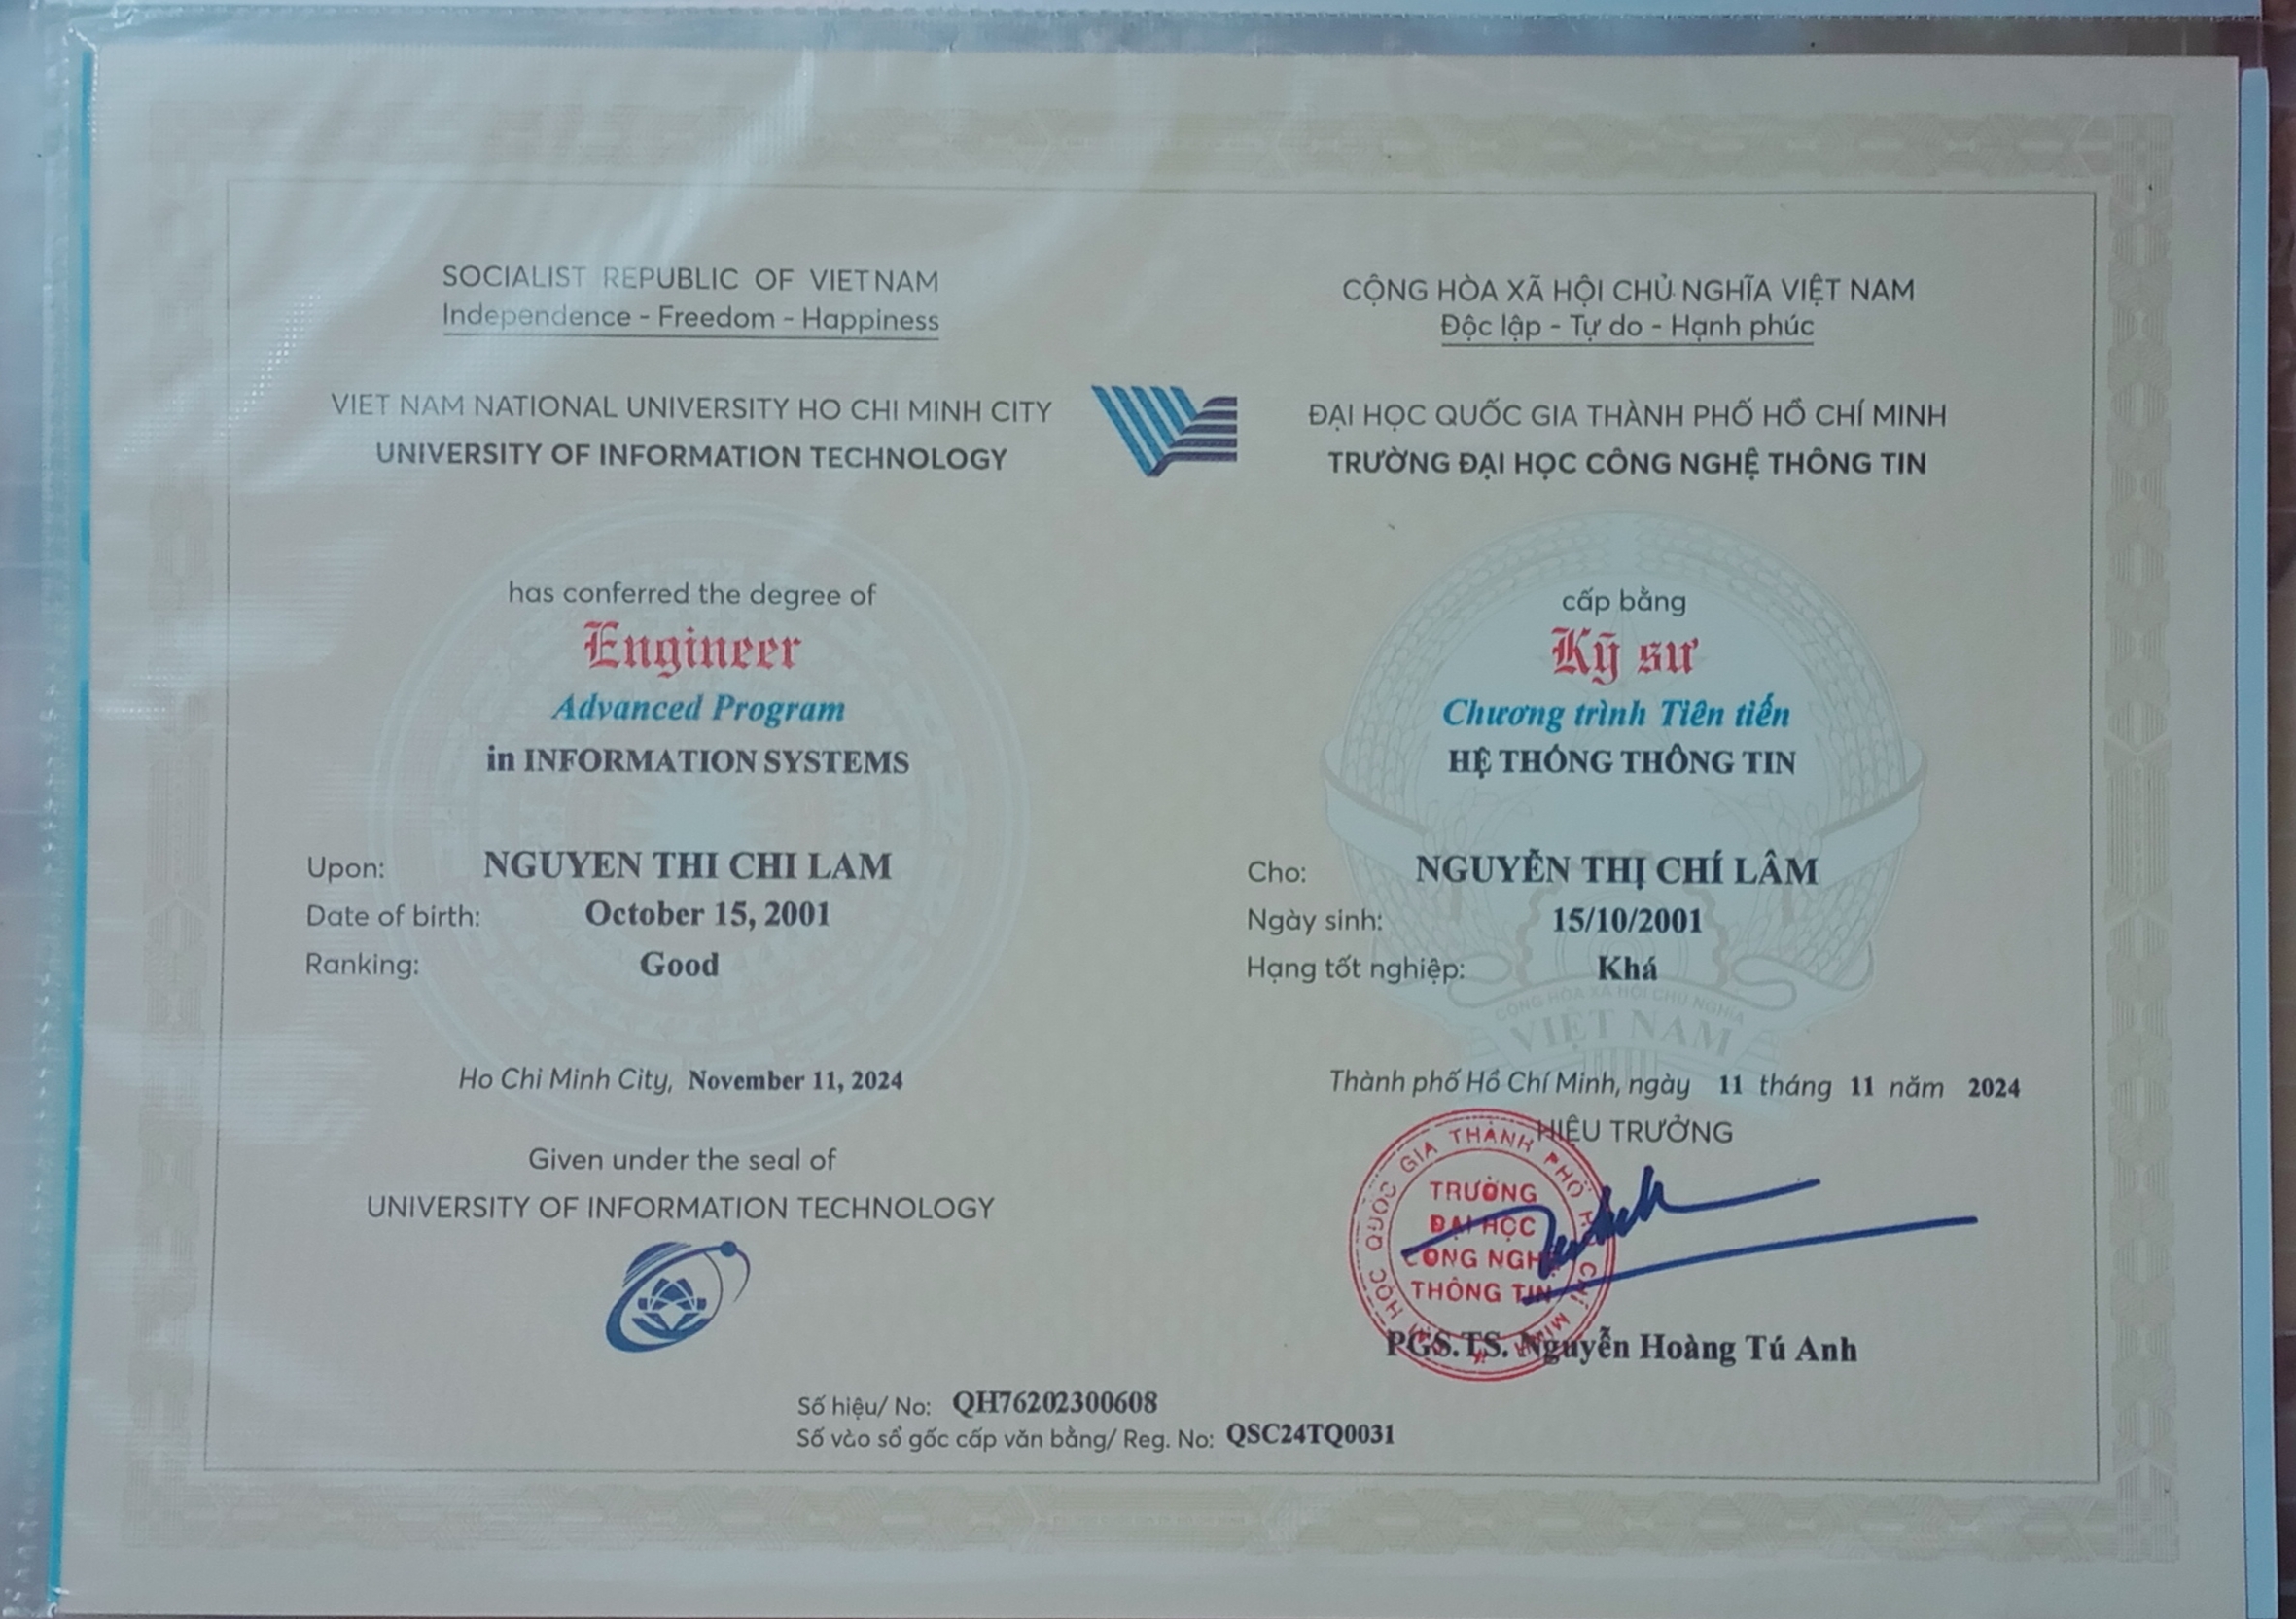 SOCIALIST REPUBLIC OF VIETNAM
Independence - Freedom - Happiness
VIET NAM NATIONAL UNIVERSITY HO CHI MINH CITY
UNIVERSITY OF INFORMATION TECHNOLOGY
has conferred the degree of
Engineer
Advanced Program
in INFORMATION SYSTEMS
Upon: NGUYEN THI CHI LAM
Date of birth: October 15, 2001
Ranking: Good
Ho Chi Minh City, November 11, 2024
Given under the seal of
UNIVERSITY OF INFORMATION TECHNOLOGY
CỘNG HÒA XÃ HỘI CHỦ NGHĨA VIỆT NAM
Độc lập - Tự do - Hạnh phúc
ĐẠI HỌC QUỐC GIA THÀNH PHỐ HỒ CHÍ MINH
TRƯỜNG ĐẠI HỌC CÔNG NGHỆ THÔNG TIN
cấp bằng
Kỹ sư
Chương trình Tiên tiến
HỆ THỐNG THÔNG TIN
Cho: NGUYỄN THỊ CHÍ LÂM
Ngày sinh: 15/10/2001
Hạng tốt nghiệp: Khá
CỘNG HÒA XÃ HỘI CHỦ NGHĨA
VIỆT NAM
Thành phố Hồ Chí Minh, ngày 11 tháng 11 năm 2024
HIỆU TRƯỞNG
HỌC QUỐC GIA THÀNH PHỐ CHÍ MINH
TRƯỜNG
ĐẠI HỌC
CÔNG NGHỆ
THÔNG TIN
PGS.TS. Nguyễn Hoàng Tú Anh
Số hiệu/ No: QH76202300608
Số vào sổ gốc cấp văn bằng/ Reg. No: QSC24TQ0031